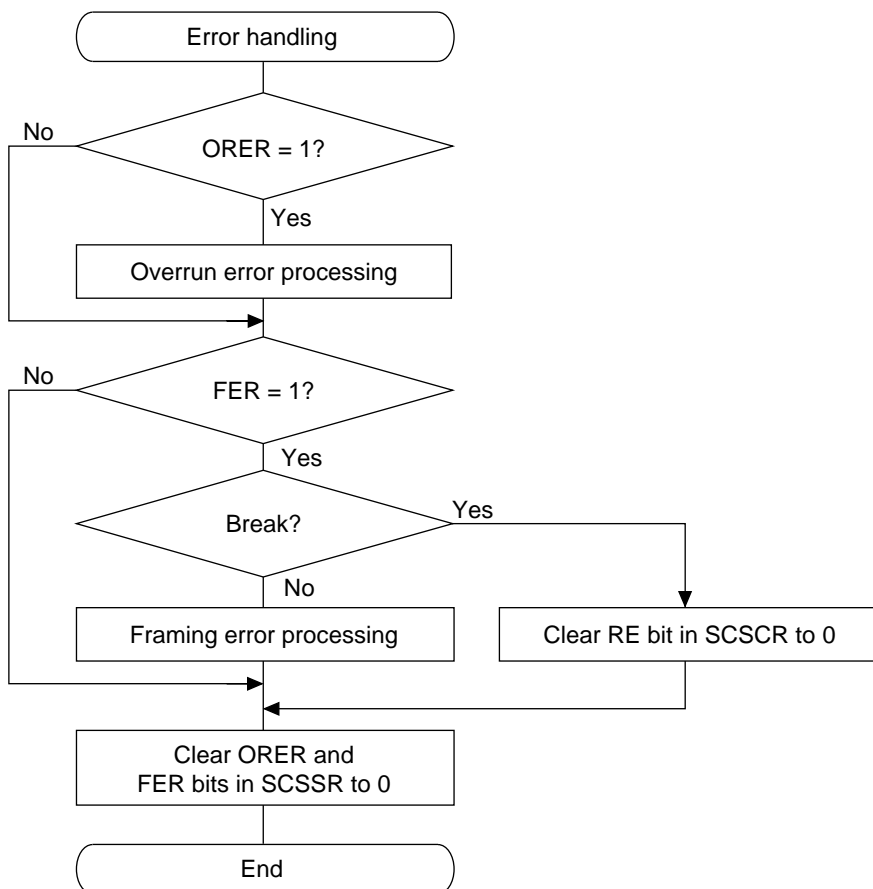 Error handling
No
ORER = 1?
Yes
Overrun error processing
No
FER = 1?
Yes
Break?
Yes
No
Framing error processing
Clear RE bit in SCSCR to 0
Clear ORER and
FER bits in SCSSR to 0
End